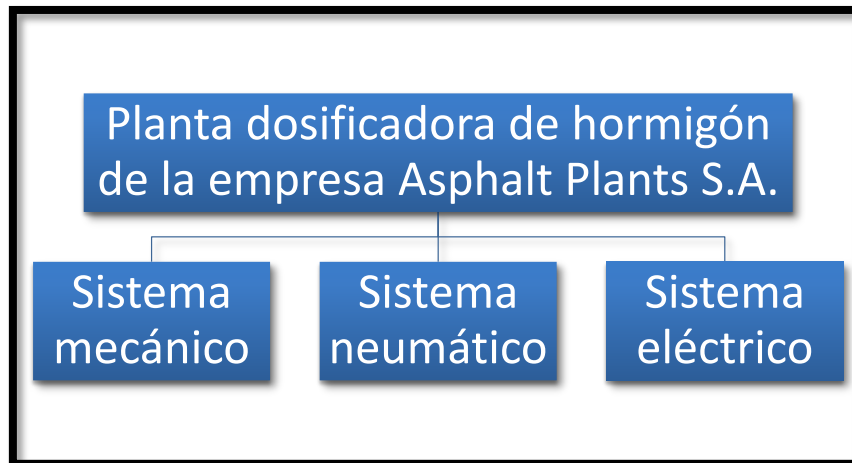 Planta dosificadora de hormigón
de la empresa Asphalt Plants S.A.
Sistema
mecánico
Sistema
neumático
Sistema
eléctrico